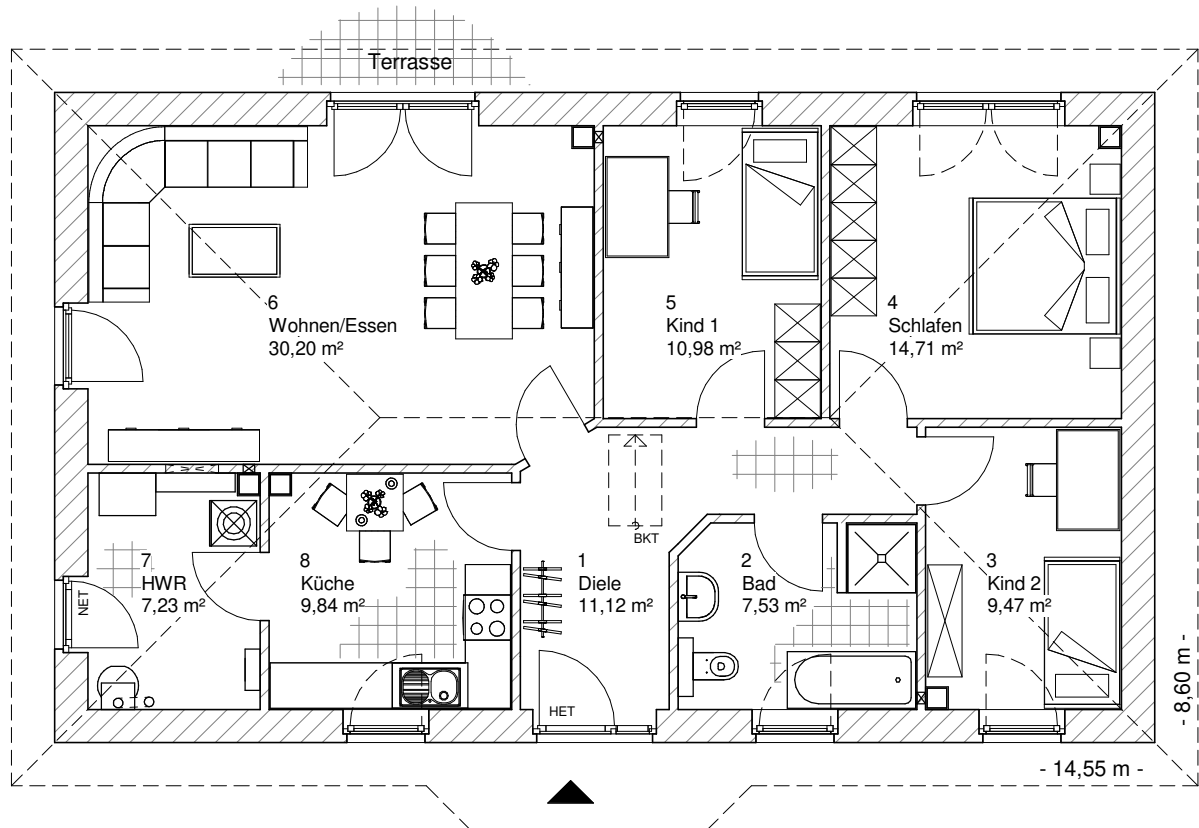 Terrasse
6
Wohnen/Essen
30,20 m²
5
Kind 1
10,98 m²
4
Schlafen
14,71 m²
BKT
7
HWR
7,23 m²
NET
8
Küche
9,84 m²
1
Diele
11,12 m²
HET
2
Bad
7,53 m²
3
Kind 2
9,47 m²
- 8,60 m -
- 14,55 m -